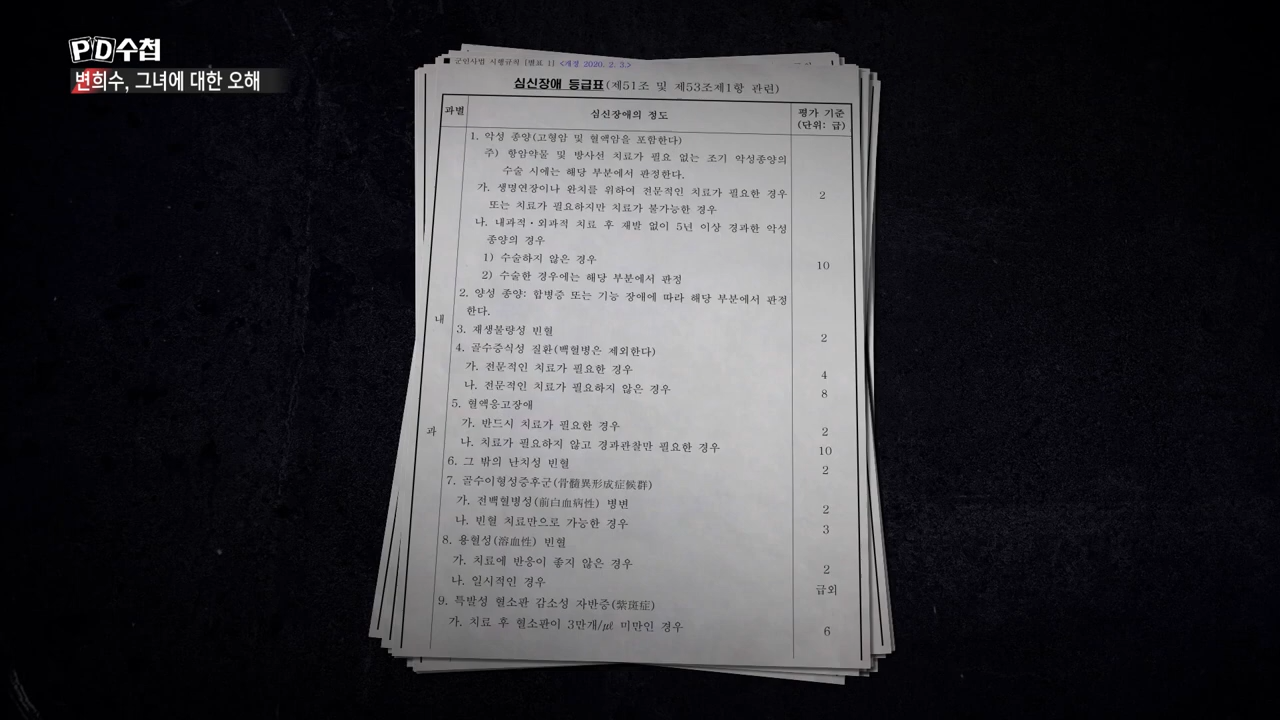 PD수첩
변희수, 그녀에 대한 오해
■ 군인사법 시행규칙 [별표 1] <개정 2020. 2. 3.>
심신장애 등급표(제51조 및 제53조제1항 관련)
과별 심신장애의 정도 평가 기준
(단위: 급)
1. 악성 종양(고형암 및 혈액암을 포함한다)
주) 항암약물 및 방사선 치료가 필요 없는 조기 악성종양의
수술 시에는 해당 부분에서 판정한다.
가. 생명연장이나 완치를 위하여 전문적인 치료가 필요한 경우 2
또는 치료가 필요하지만 치료가 불가능한 경우
나. 내과적·외과적 치료 후 재발 없이 5년 이상 경과한 악성
종양의 경우
1) 수술하지 않은 경우 10
2) 수술한 경우에는 해당 부분에서 판정
2. 양성 종양: 합병증 또는 기능 장애에 따라 해당 부분에서 판정
한다.
내
3. 재생불량성 빈혈 2
4. 골수증식성 질환(백혈병은 제외한다)
가. 전문적인 치료가 필요한 경우 4
나. 전문적인 치료가 필요하지 않은 경우 8
5. 혈액응고장애
과
가. 반드시 치료가 필요한 경우 2
나. 치료가 필요하지 않고 경과관찰만 필요한 경우 10
6. 그 밖의 난치성 빈혈 2
7. 골수이형성증후군(骨髓異形成症候群)
가. 전백혈병성(前白血病性) 병변 2
나. 빈혈 치료만으로 가능한 경우 3
8. 용혈성(溶血性) 빈혈
가. 치료에 반응이 좋지 않은 경우 2
나. 일시적인 경우 급외
9. 특발성 혈소판 감소성 자반증(紫斑症)
가. 치료 후 혈소판이 3만개/㎕ 미만인 경우 6